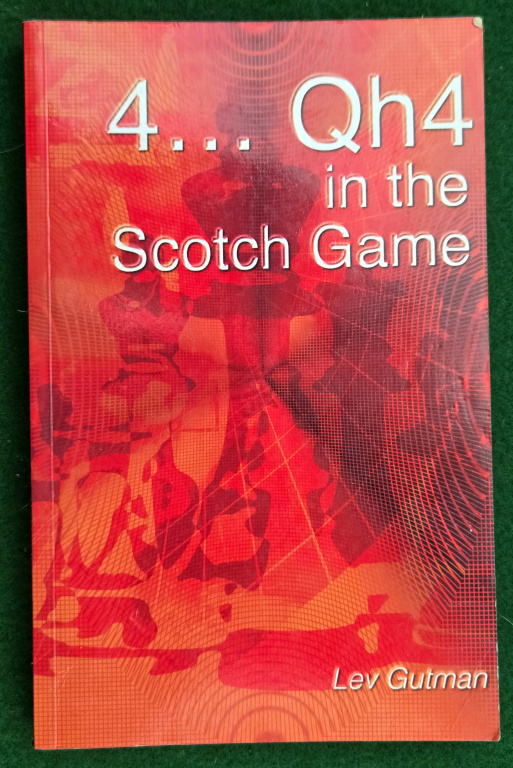 4... Qh4
in the
Scotch Game
Lev Gutman